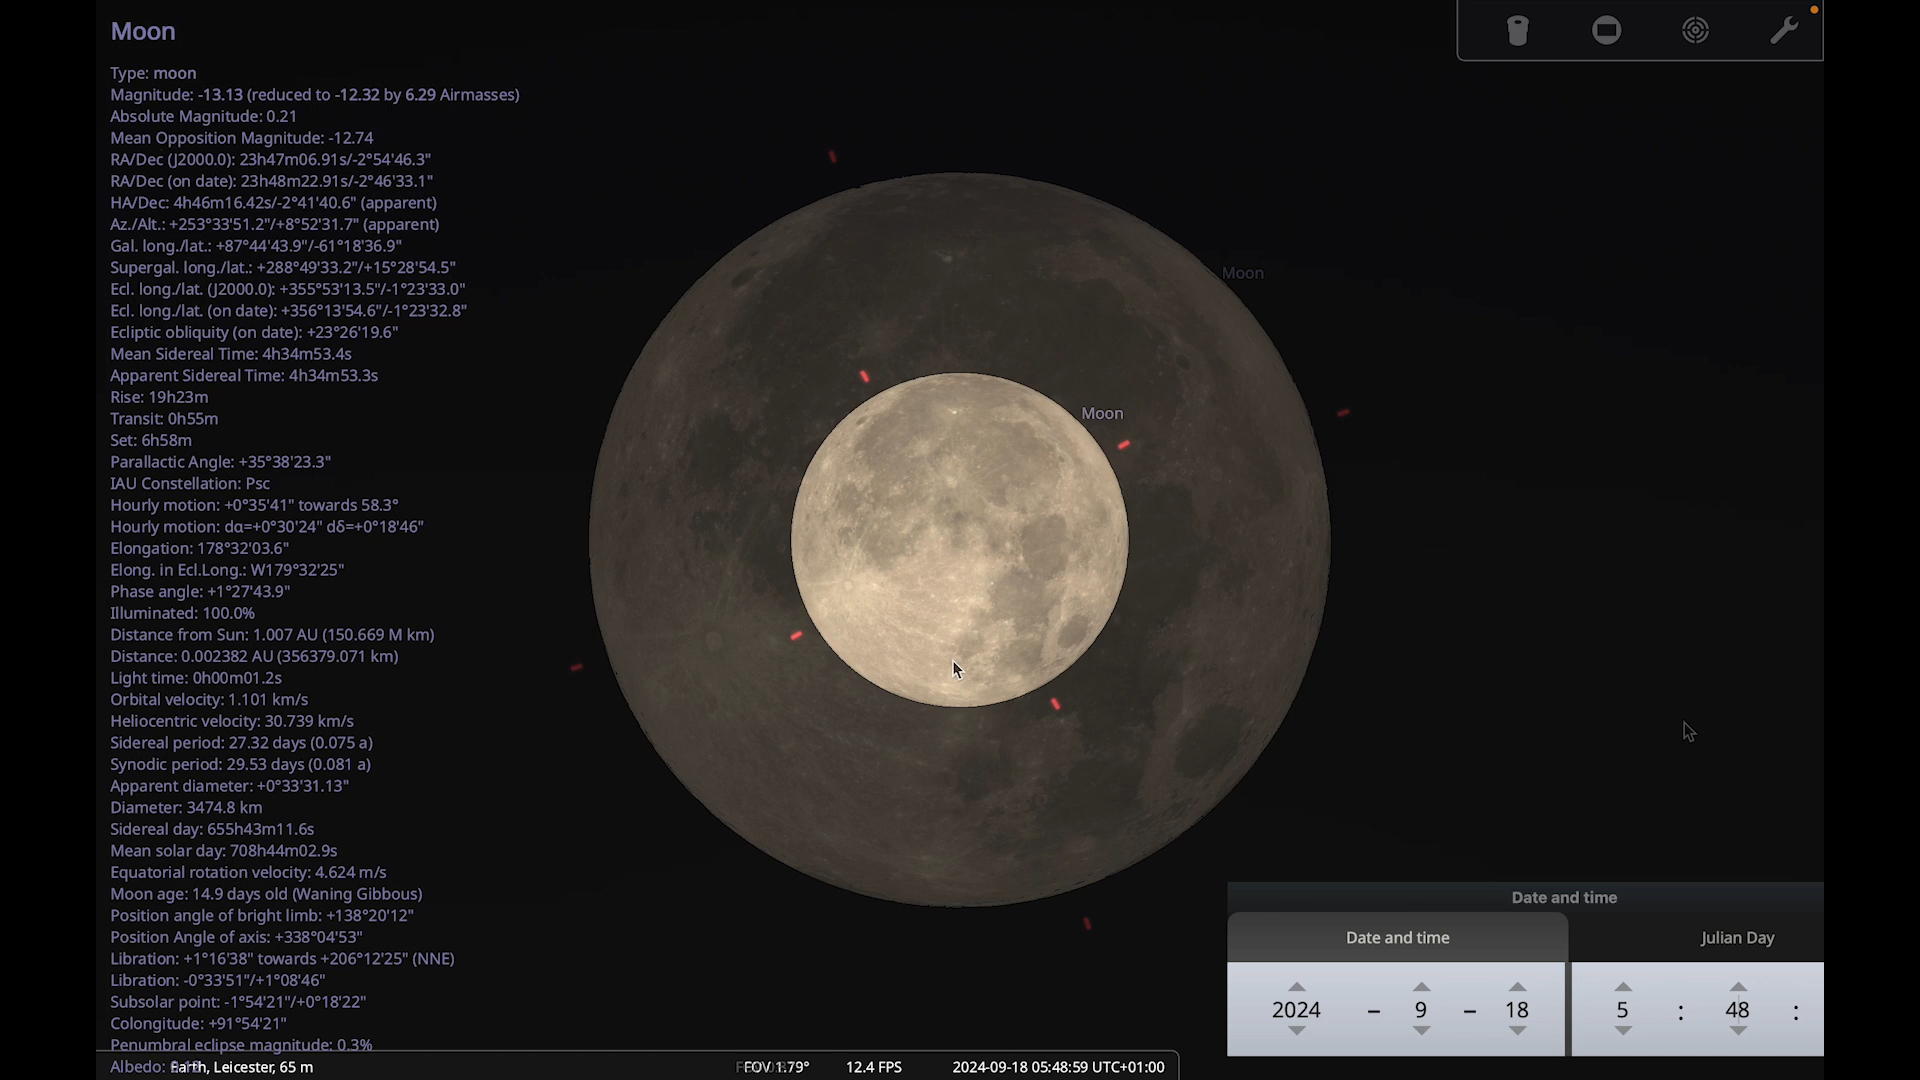 Moon
Type: moon
Magnitude: -13.13 (reduced to -12.32 by 6.29 Airmasses)
Absolute Magnitude: 0.21
Mean Opposition Magnitude: -12.74
RA/Dec (J2000.0): 23h47m06.91s/-2°54'46.3"
RA/Dec (on date): 23h48m22.91s/-2°46'33.1"
HA/Dec: 4h46m16.42s/-2°41'40.6" (apparent)
Az./Alt.: +253°33'51.2"/+8°52'31.7" (apparent)
Gal. long./lat.: +87°44'43.9"/-61°18'36.9"
Supergal. long./lat.: +288°49'33.2"/+15°28'54.5"
Ecl. long./lat. (J2000.0): +355°53'13.5"/-1°23'33.0"
Ecl. long./lat. (on date): +356°13'54.6"/-1°23'32.8"
Ecliptic obliquity (on date): +23°26'19.6"
Mean Sidereal Time: 4h34m53.4s
Apparent Sidereal Time: 4h34m53.3s
Rise: 19h23m
Transit: 0h55m
Set: 6h58m
Parallactic Angle: +35°38'23.3"
IAU Constellation: Psc
Hourly motion: +0°35'41" towards 58.3°
Hourly motion: dα=+0°30'24" dδ=+0°18'46"
Elongation: 178°32'03.6"
Elong. in Ecl.Long.: W179°32'25"
Phase angle: +1°27'43.9"
Illuminated: 100.0%
Distance from Sun: 1.007 AU (150.669 M km)
Distance: 0.002382 AU (356379.071 km)
Light time: 0h00m01.2s
Orbital velocity: 1.101 km/s
Heliocentric velocity: 30.739 km/s
Sidereal period: 27.32 days (0.075 a)
Synodic period: 29.53 days (0.081 a)
Apparent diameter: +0°33'31.13"
Diameter: 3474.8 km
Sidereal day: 655h43m11.6s
Mean solar day: 708h44m02.9s
Equatorial rotation velocity: 4.624 m/s
Moon age: 14.9 days old (Waning Gibbous)
Position angle of bright limb: +138°20'12"
Position Angle of axis: +338°04'53"
Libration: +1°16'38" towards +206°12'25" (NNE)
Libration: -0°33'51"/+1°08'46"
Subsolar point: -1°54'21"/+0°18'22"
Colongitude: +91°54'21"
Penumbral eclipse magnitude: 0.3%
Albedo:
Moon
Moon
Date and time
Date and time
Julian Day
2024 – 9 – 18
5 : 48 :
Earth, Leicester, 65 m
FOV 1.79°
12.4 FPS
2024-09-18 05:48:59 UTC+01:00